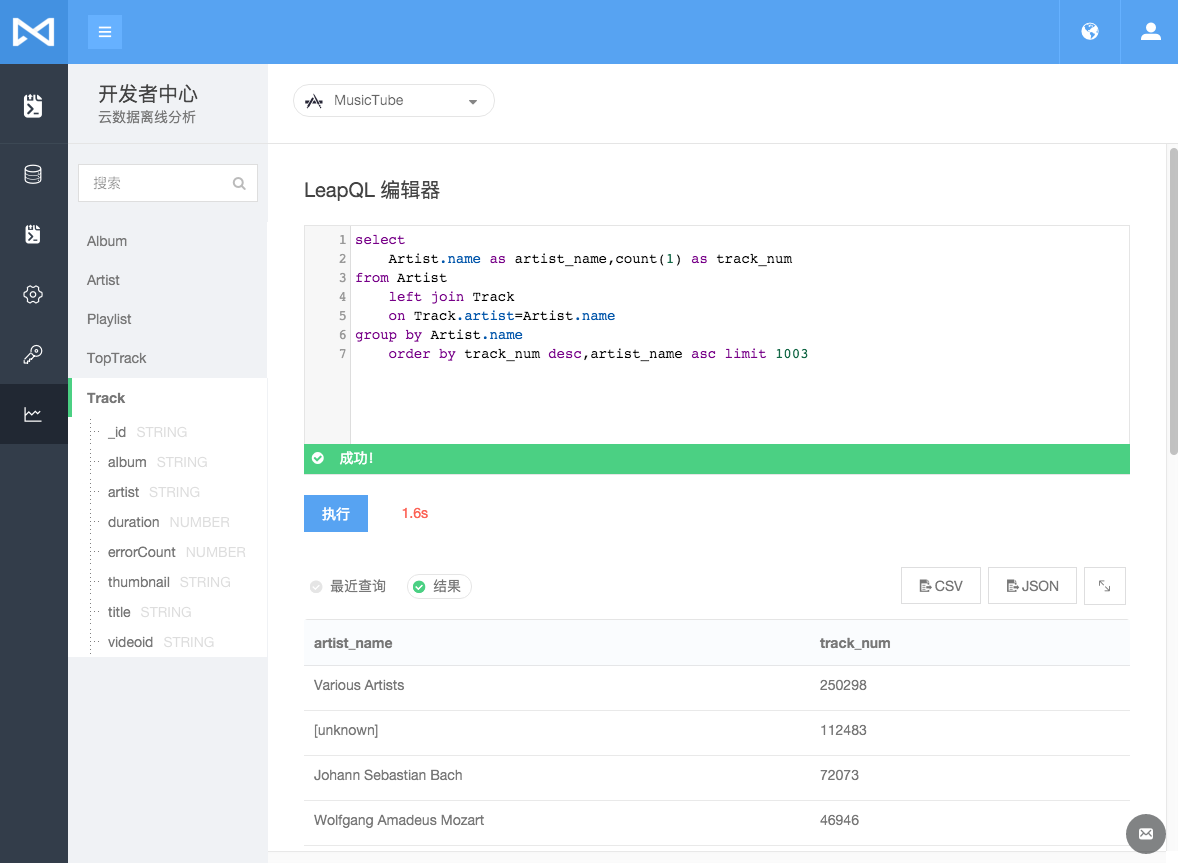 开发者中心
云数据离线分析
MusicTube
搜索
Album
Artist
Playlist
TopTrack
Track
_id STRING
album STRING
artist STRING
duration NUMBER
errorCount NUMBER
thumbnail STRING
title STRING
videoid STRING
LeapQL 编辑器
1 select
2 Artist.name as artist_name,count(1) as track_num
3 from Artist
4 left join Track
5 on Track.artist=Artist.name
6 group by Artist.name
7 order by track_num desc,artist_name asc limit 1003
成功!
执行 1.6s
最近查询 结果 CSV JSON
artist_name track_num
Various Artists 250298
[unknown] 112483
Johann Sebastian Bach 72073
Wolfgang Amadeus Mozart 46946